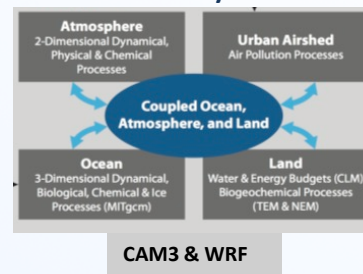 Atmosphere
2-Dimensional Dynamical,
Physical & Chemical
Processes
Urban Airshed
Air Pollution Processes
Coupled Ocean,
Atmosphere, and Land
Ocean
3-Dimensional Dynamical,
Biological, Chemical & Ice
Processes (MITgcm)
Land
Water & Energy Budgets (CLM)
Biogeochemical Processes
(TEM & NEM)
CAM3 & WRF